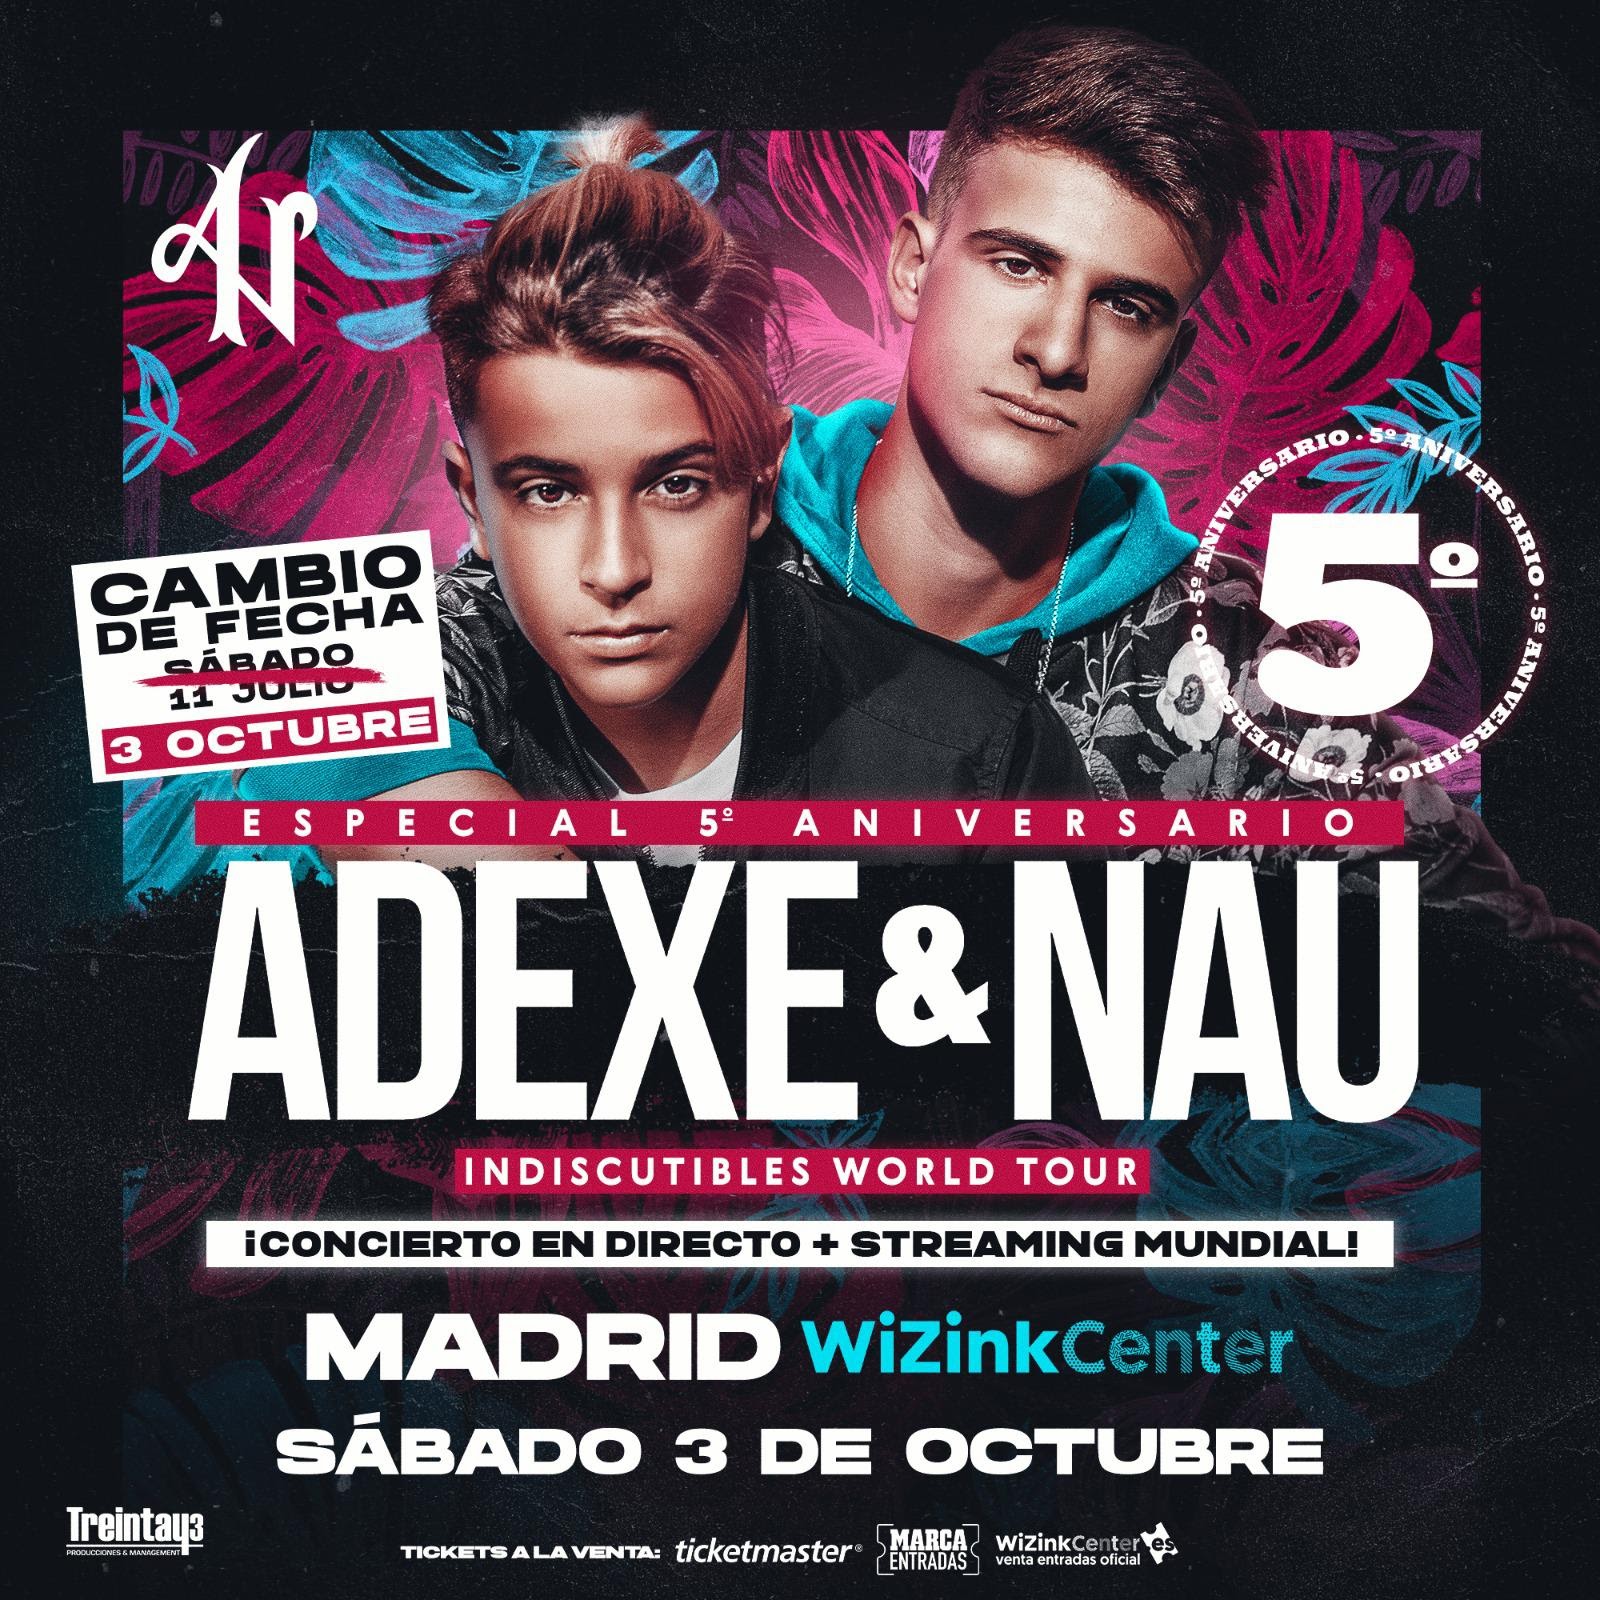 AN
CAMBIO
DE FECHA
SÁBADO
11 JULIO
3 OCTUBRE
5º ANIVERSARIO · 5º ANIVERSARIO · 5º ANIVERSARIO · 5º ANIVERSARIO ·
5º
ESPECIAL 5º ANIVERSARIO
ADEXE & NAU
INDISCUTIBLES WORLD TOUR
¡CONCIERTO EN DIRECTO + STREAMING MUNDIAL!
MADRID WiZinkCenter
SÁBADO 3 DE OCTUBRE
Treintay3
PRODUCCIONES & MANAGEMENT
TICKETS A LA VENTA: ticketmaster®
MARCA
ENTRADAS
WiZinkCenter es
venta entradas oficial